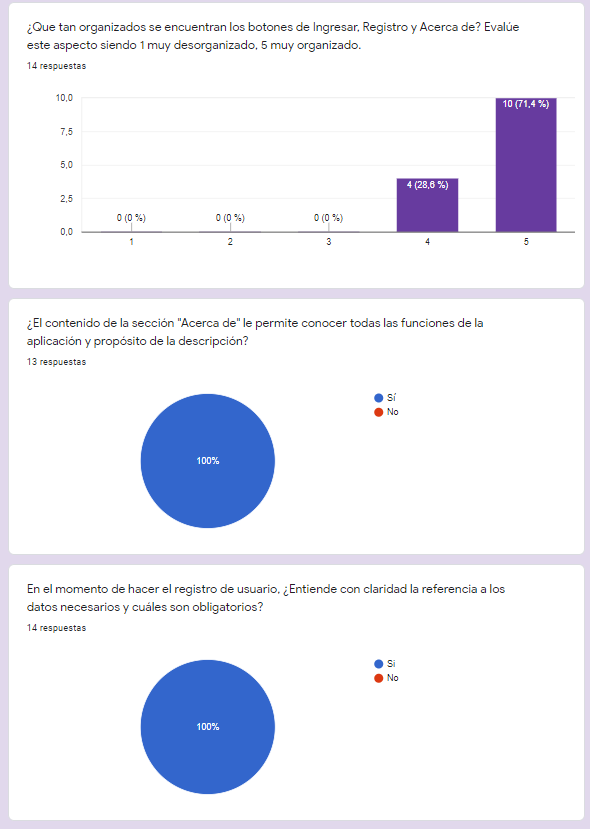 ¿Que tan organizados se encuentran los botones de Ingresar, Registro y Acerca de? Evalúe
este aspecto siendo 1 muy desorganizado, 5 muy organizado.
14 respuestas
10,0
7,5
5,0
2,5
0,0
0 (0 %)
0 (0 %)
0 (0 %)
4 (28,6 %)
10 (71,4 %)
1
2
3
4
5
¿El contenido de la sección "Acerca de" le permite conocer todas las funciones de la
aplicación y propósito de la descripción?
13 respuestas
100%
Sí
No
En el momento de hacer el registro de usuario, ¿Entiende con claridad la referencia a los
datos necesarios y cuáles son obligatorios?
14 respuestas
100%
Si
No